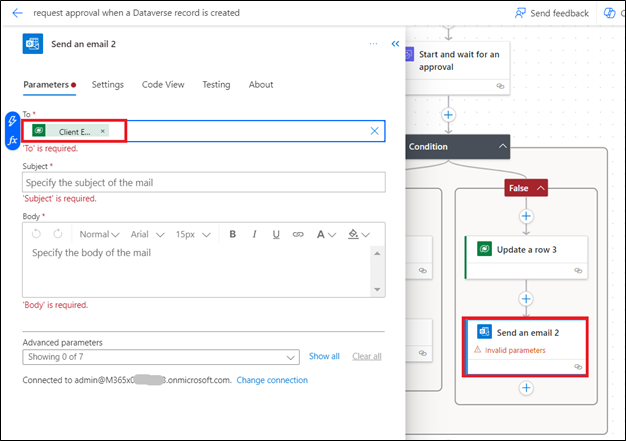 request approval when a Dataverse record is created
Send feedback
Send an email 2
Parameters
Settings
Code View
Testing
About
To *
Client E... ×
'To' is required.
Subject *
Specify the subject of the mail
'Subject' is required.
Body *
Normal
Arial
15px
B I U A
Specify the body of the mail
'Body' is required.
Advanced parameters
Showing 0 of 7
Show all
Clear all
Connected to admin@M365x0 8.onmicrosoft.com. Change connection
Start and wait for an
approval
Condition
False
Update a row 3
Send an email 2
Invalid parameters